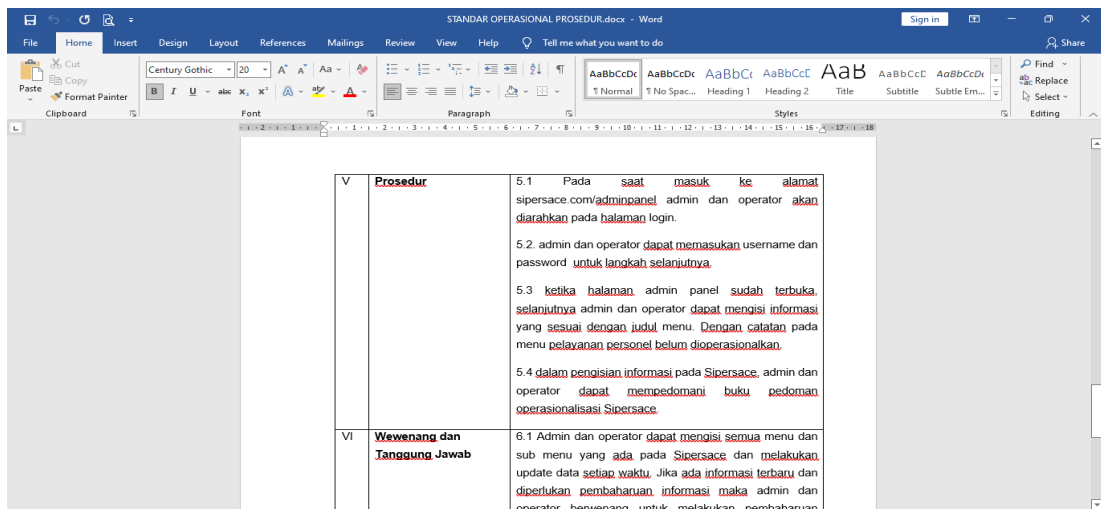 STANDAR OPERASIONAL PROSEDUR.docx - Word
Sign in
File Home Insert Design Layout References Mailings Review View Help Tell me what you want to do Share
Paste
Cut
Copy
Format Painter
Clipboard
Century Gothic 20
Font
Paragraph
AaBbCcDc AaBbCcDc AaBbCc AaBbCcE AaB AaBbCcD AaBbCcDc
¶ Normal ¶ No Spac... Heading 1 Heading 2 Title Subtitle Subtle Em...
Styles
Find
Replace
Select
Editing
V Prosedur
5.1 Pada saat masuk ke alamat
sipersace.com/adminpanel admin dan operator akan
diarahkan pada halaman login.
5.2. admin dan operator dapat memasukan username dan
password untuk langkah selanjutnya.
5.3 ketika halaman admin panel sudah terbuka,
selanjutnya admin dan operator dapat mengisi informasi
yang sesuai dengan judul menu. Dengan catatan pada
menu pelayanan personel belum dioperasionalkan.
5.4 dalam pengisian informasi pada Sipersace, admin dan
operator dapat mempedomani buku pedoman
operasionalisasi Sipersace.
VI Wewenang dan
Tanggung Jawab
6.1 Admin dan operator dapat mengisi semua menu dan
sub menu yang ada pada Sipersace dan melakukan
update data setiap waktu. Jika ada informasi terbaru dan
diperlukan pembaharuan informasi maka admin dan
operator berwenang untuk melakukan pembaharuan